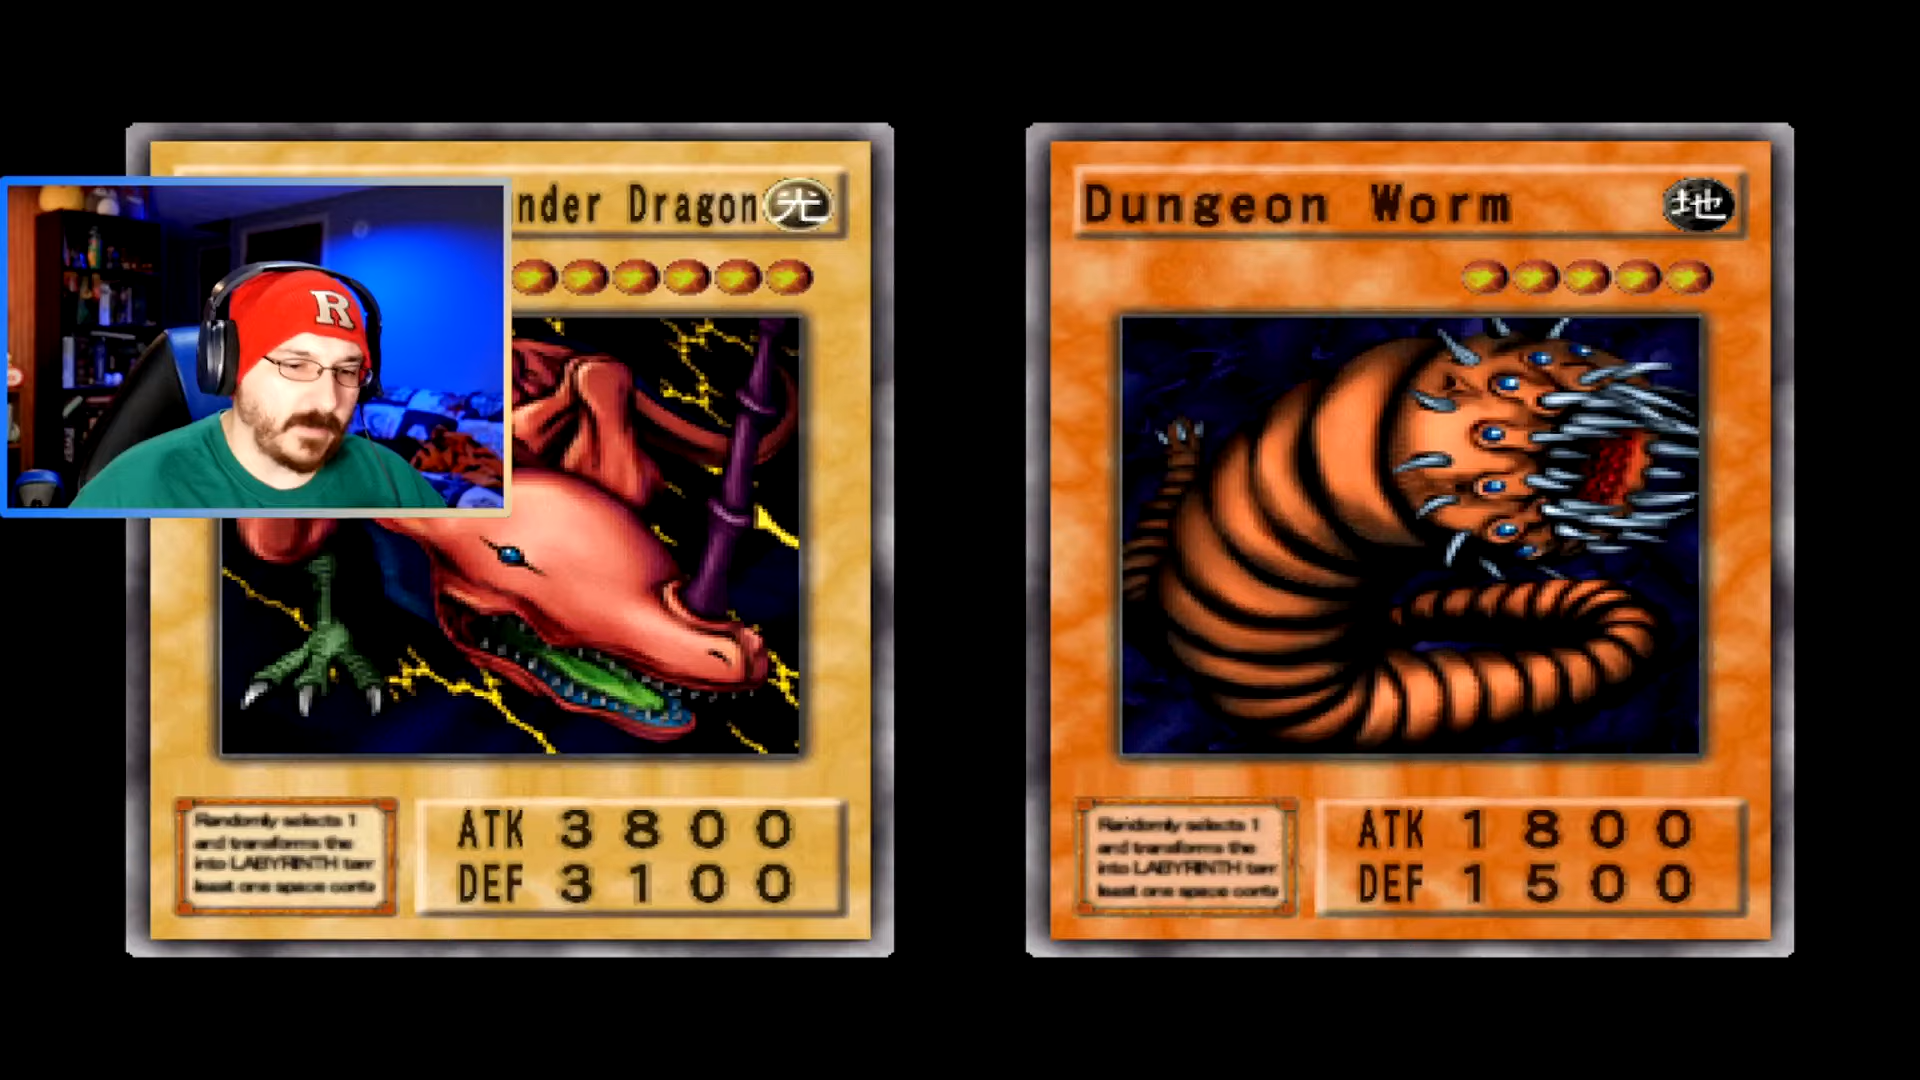 R
nder Dragon 光
Randomly selects 1
and transforms the
into LABYRINTH terr
least one space conta
ATK 3800
DEF 3100
Dungeon Worm 地
Randomly selects 1
and transforms the
into LABYRINTH terr
least one space conta
ATK 1800
DEF 1500